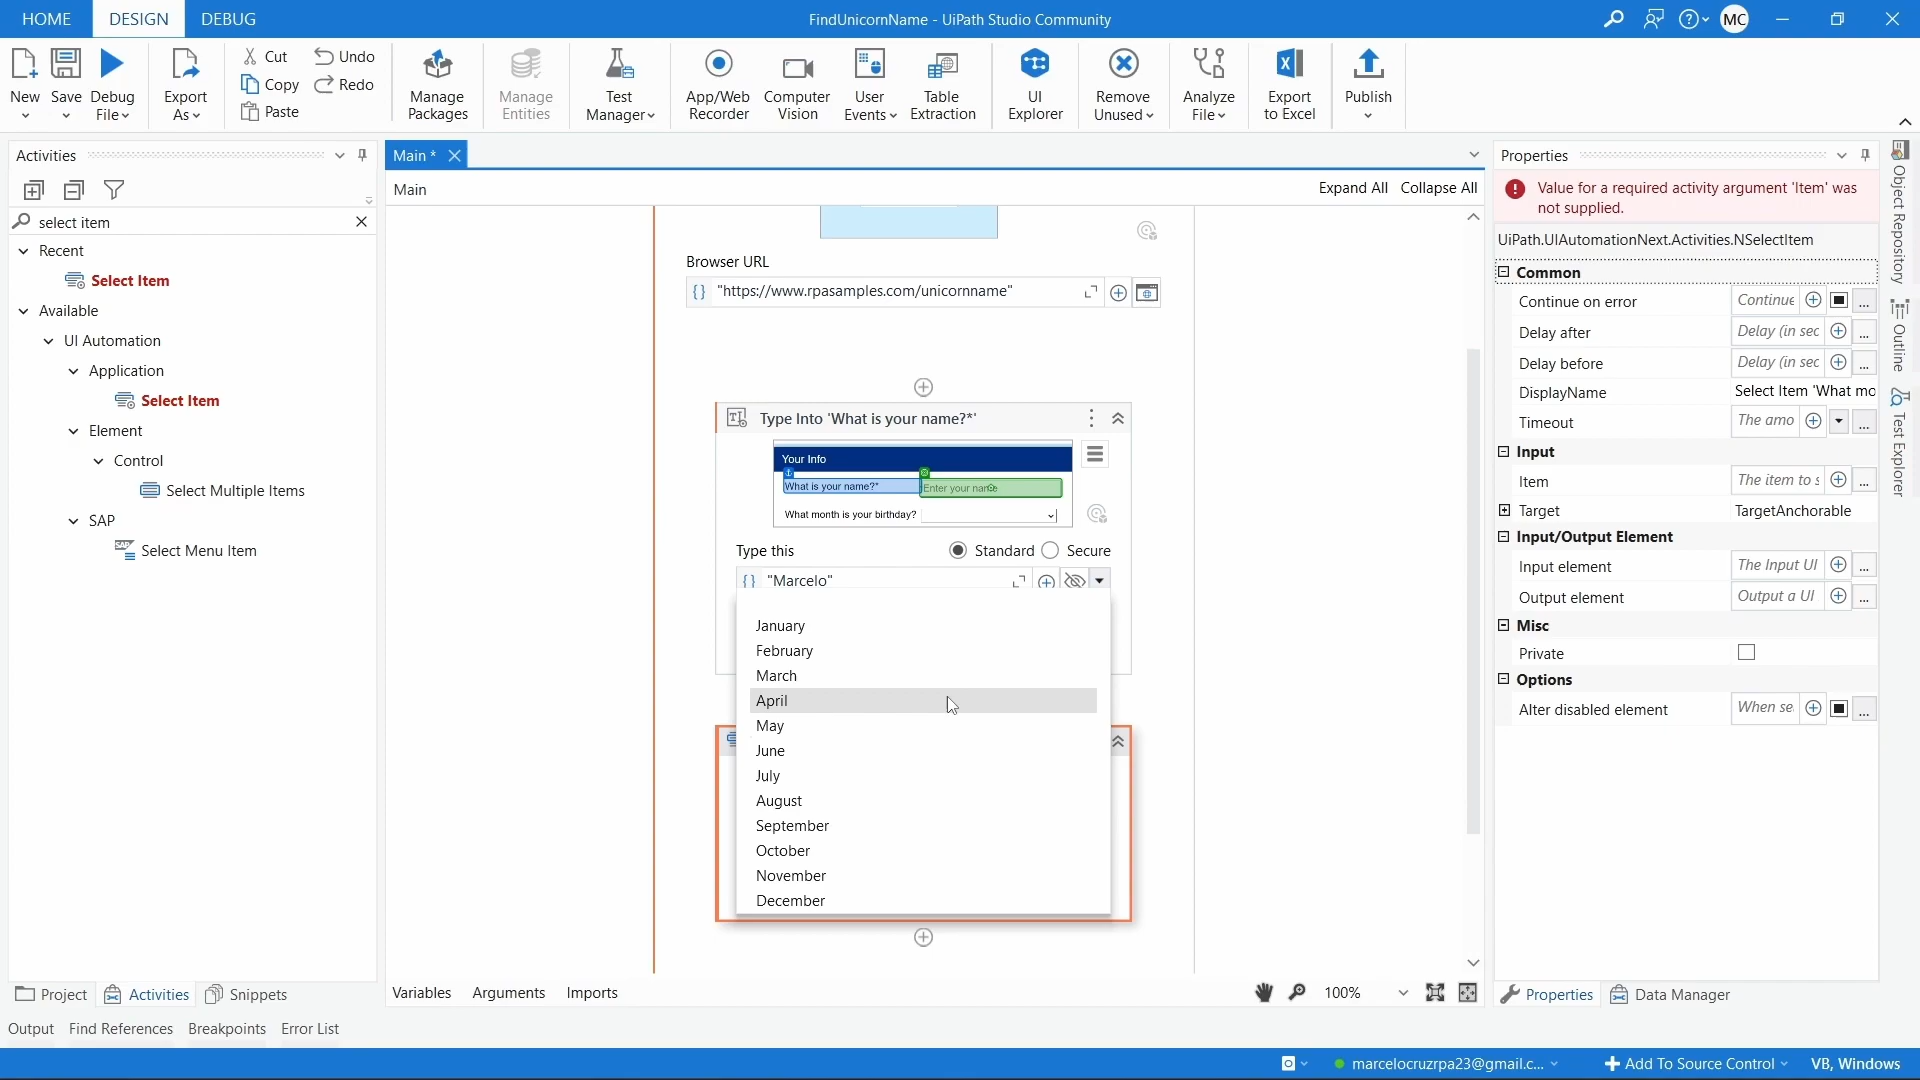 HOME DESIGN DEBUG
FindUnicornName - UiPath Studio Community
MC
New
Save
Debug File
Export As
Cut
Copy
Paste
Undo
Redo
Manage Packages
Manage Entities
Test Manager
App/Web Recorder
Computer Vision
User Events
Table Extraction
UI Explorer
Remove Unused
Analyze File
Export to Excel
Publish
Activities
select item
Recent
Select Item
Available
UI Automation
Application
Select Item
Element
Control
Select Multiple Items
SAP
Select Menu Item
Project Activities Snippets
Main *
Main
Expand All Collapse All
Browser URL
"https://www.rpasamples.com/unicornname"
Type Into 'What is your name?*'
Your Info
What is your name?*
Enter your name
What month is your birthday?
Type this
Standard Secure
"Marcelo"
January
February
March
April
May
June
July
August
September
October
November
December
Variables Arguments Imports
100%
Properties
Value for a required activity argument 'Item' was
not supplied.
UiPath.UIAutomationNext.Activities.NSelectItem
Common
Continue on error Continue ...
Delay after Delay (in sec ...
Delay before Delay (in sec ...
DisplayName Select Item 'What mo
Timeout The amo ...
Input
Item The item to s ...
Target TargetAnchorable
Input/Output Element
Input element The Input UI ...
Output element Output a UI ...
Misc
Private
Options
Alter disabled element When se ...
Properties Data Manager
Object Repository
Outline
Test Explorer
Output Find References Breakpoints Error List
marcelocruzrpa23@gmail.c...
Add To Source Control
VB, Windows